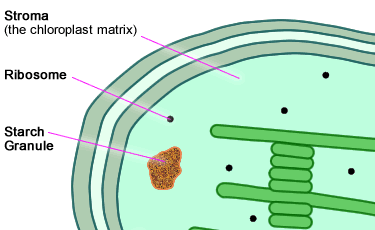 Stroma
(the chloroplast matrix)
Ribosome
Starch
Granule